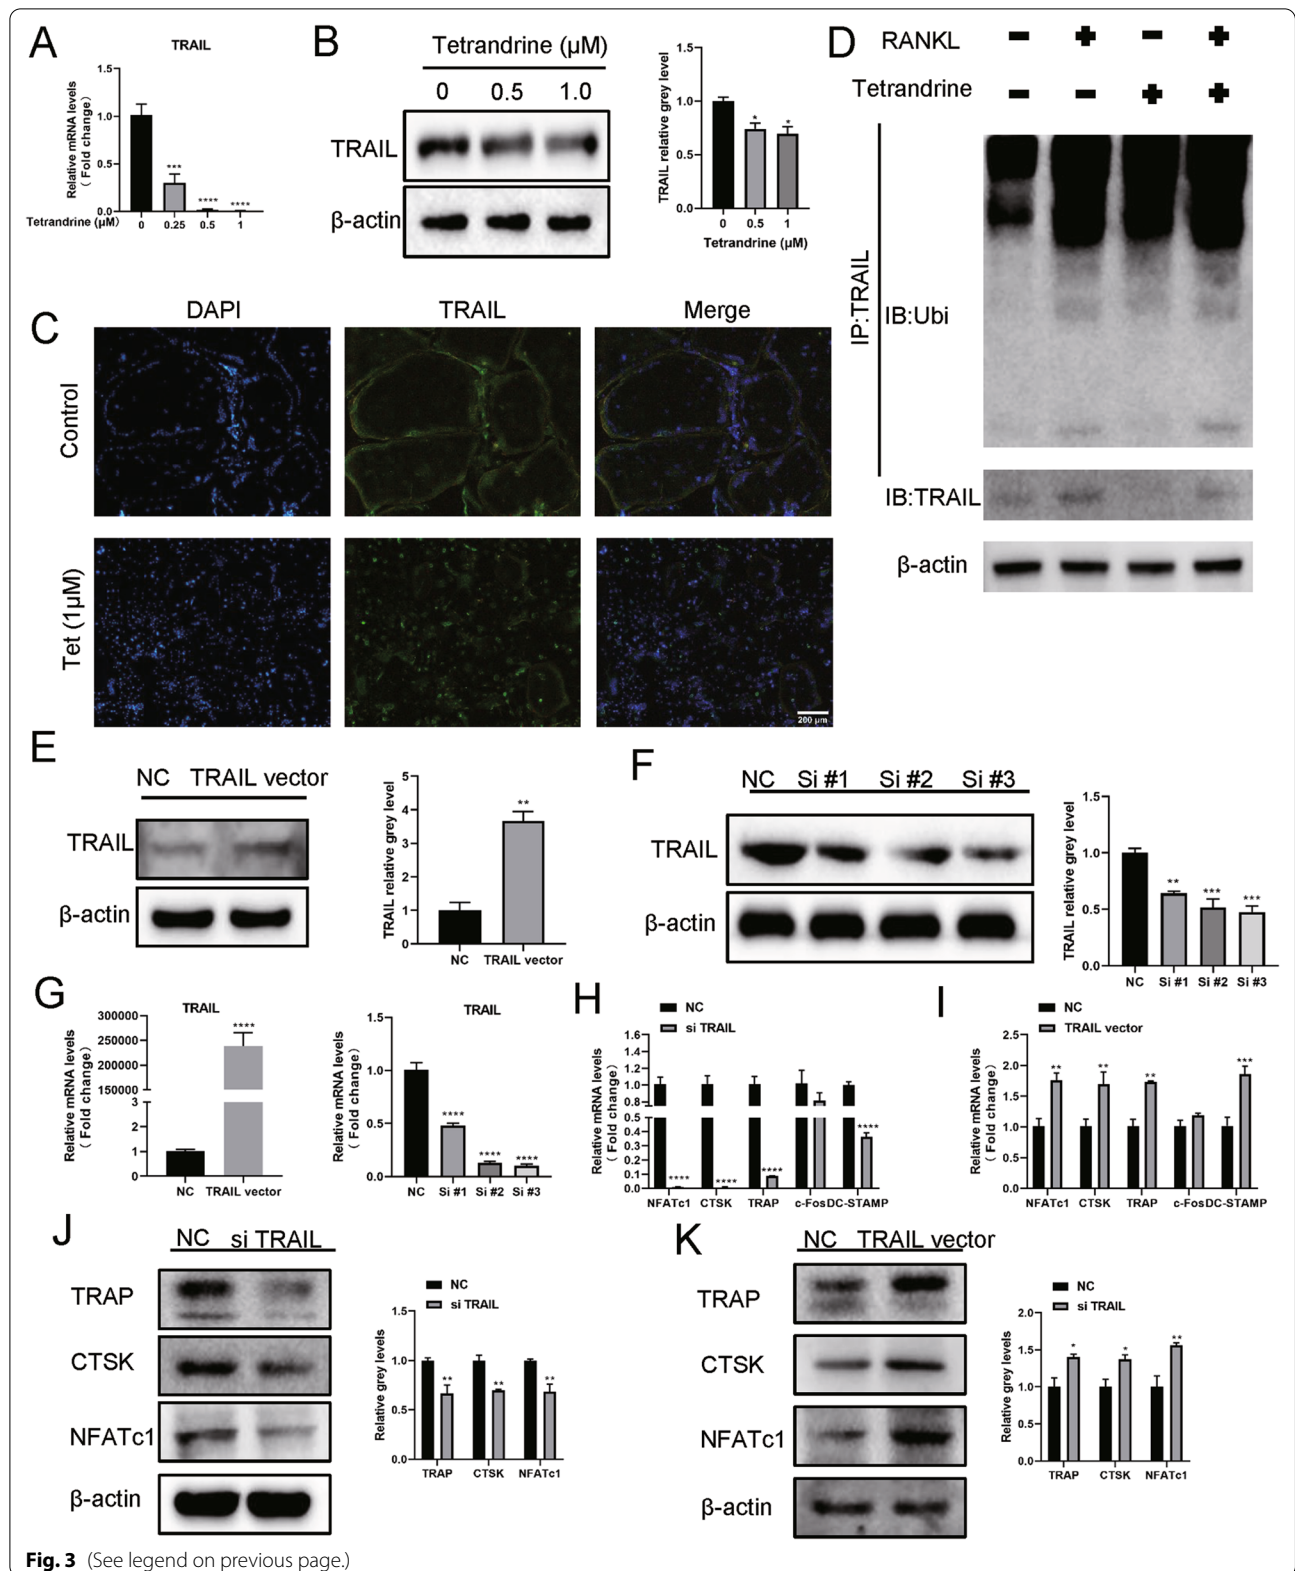 A
TRAIL
Relative mRNA levels
( Fold change)
1.5
1.0
0.5
0.0
***
****
****
Tetrandrine (μM)
0
0.25
0.5
1
B
Tetrandrine (μM)
0
0.5
1.0
TRAIL
β-actin
TRAIL relative grey level
1.5
1.0
0.5
0.0
*
*
0
0.5
1
Tetrandrine (μM)
D
RANKL
- + - +
Tetrandrine
- - + +
IP:TRAIL
IB:Ubi
IB:TRAIL
β-actin
C
DAPI
TRAIL
Merge
Control
Tet (1μM)
200 μm
E
NC
TRAIL vector
TRAIL
β-actin
TRAIL relative grey level
5
4
3
2
1
0
**
NC
TRAIL vector
F
NC
Si #1
Si #2
Si #3
TRAIL
β-actin
TRAIL relative grey level
1.5
1.0
0.5
0.0
**
***
***
NC
Si #1
Si #2
Si #3
G
TRAIL
Relative mRNA levels
( Fold change)
300000
250000
200000
150000
3
2
1
0
****
NC
TRAIL vector
TRAIL
Relative mRNA levels
( Fold change)
1.5
1.0
0.5
0.0
****
****
****
NC
Si #1
Si #2
Si #3
H
NC
si TRAIL
Relative mRNA levels
( Fold change)
1.6
1.4
1.2
1.0
0.8
0.5
0.4
0.3
0.2
0.1
0.0
****
****
****
****
NFATc1
CTSK
TRAP
c-Fos
DC-STAMP
I
NC
TRAIL vector
Relative mRNA levels
( Fold change)
2.5
2.0
1.5
1.0
0.5
0.0
**
**
**
***
NFATc1
CTSK
TRAP
c-Fos
DC-STAMP
J
NC
si TRAIL
TRAP
CTSK
NFATc1
β-actin
NC
si TRAIL
Relative grey levels
1.5
1.0
0.5
0.0
**
**
**
TRAP
CTSK
NFATc1
K
NC
TRAIL vector
TRAP
CTSK
NFATc1
β-actin
NC
si TRAIL
Relative grey levels
2.0
1.5
1.0
0.5
0.0
*
*
**
TRAP
CTSK
NFATc1
Fig. 3 (See legend on previous page.)